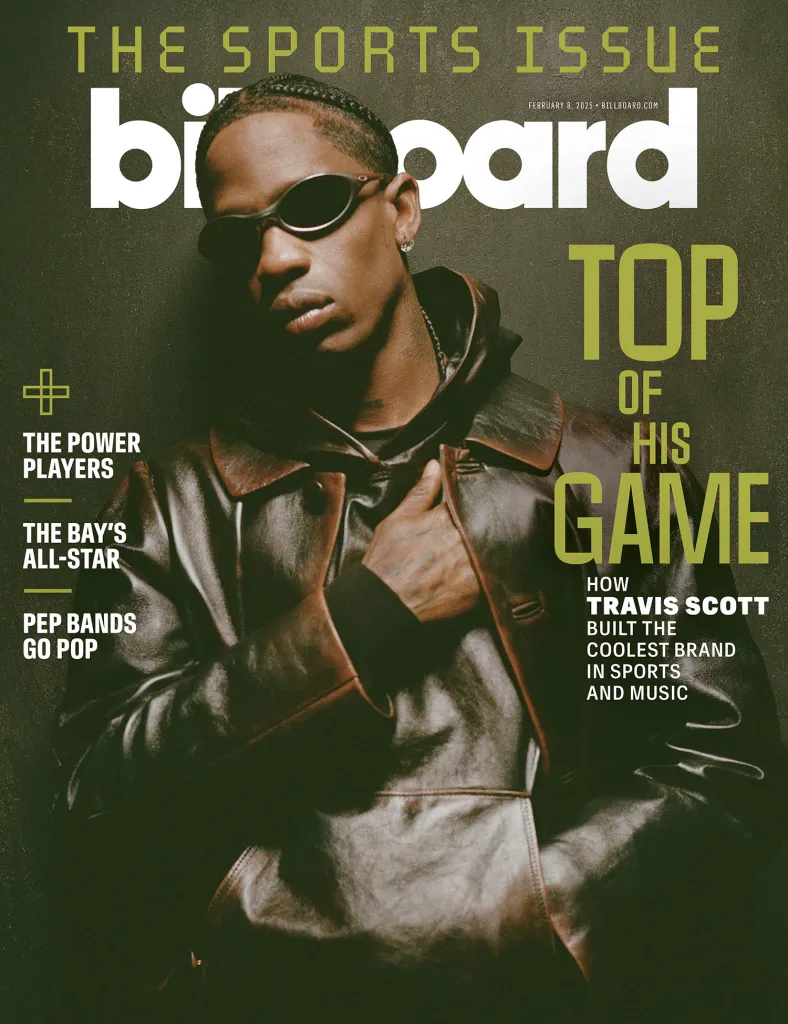 THE SPORTS ISSUE
billboard
FEBRUARY 8, 2025 • BILLBOARD.COM
TOP
OF
HIS
GAME
HOW
TRAVIS SCOTT
BUILT THE
COOLEST BRAND
IN SPORTS
AND MUSIC
THE POWER
PLAYERS
THE BAY'S
ALL-STAR
PEP BANDS
GO POP